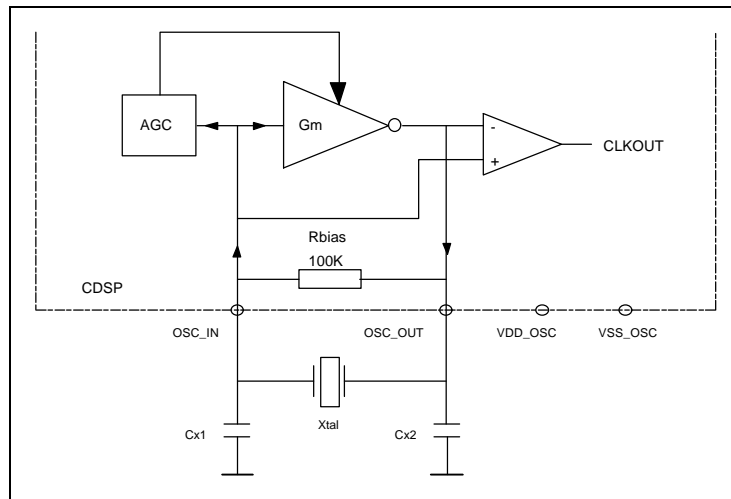 AGC
Gm
-
+
CLKOUT
Rbias
100K
CDSP
OSC_IN
OSC_OUT
VDD_OSC
VSS_OSC
Xtal
Cx1
Cx2